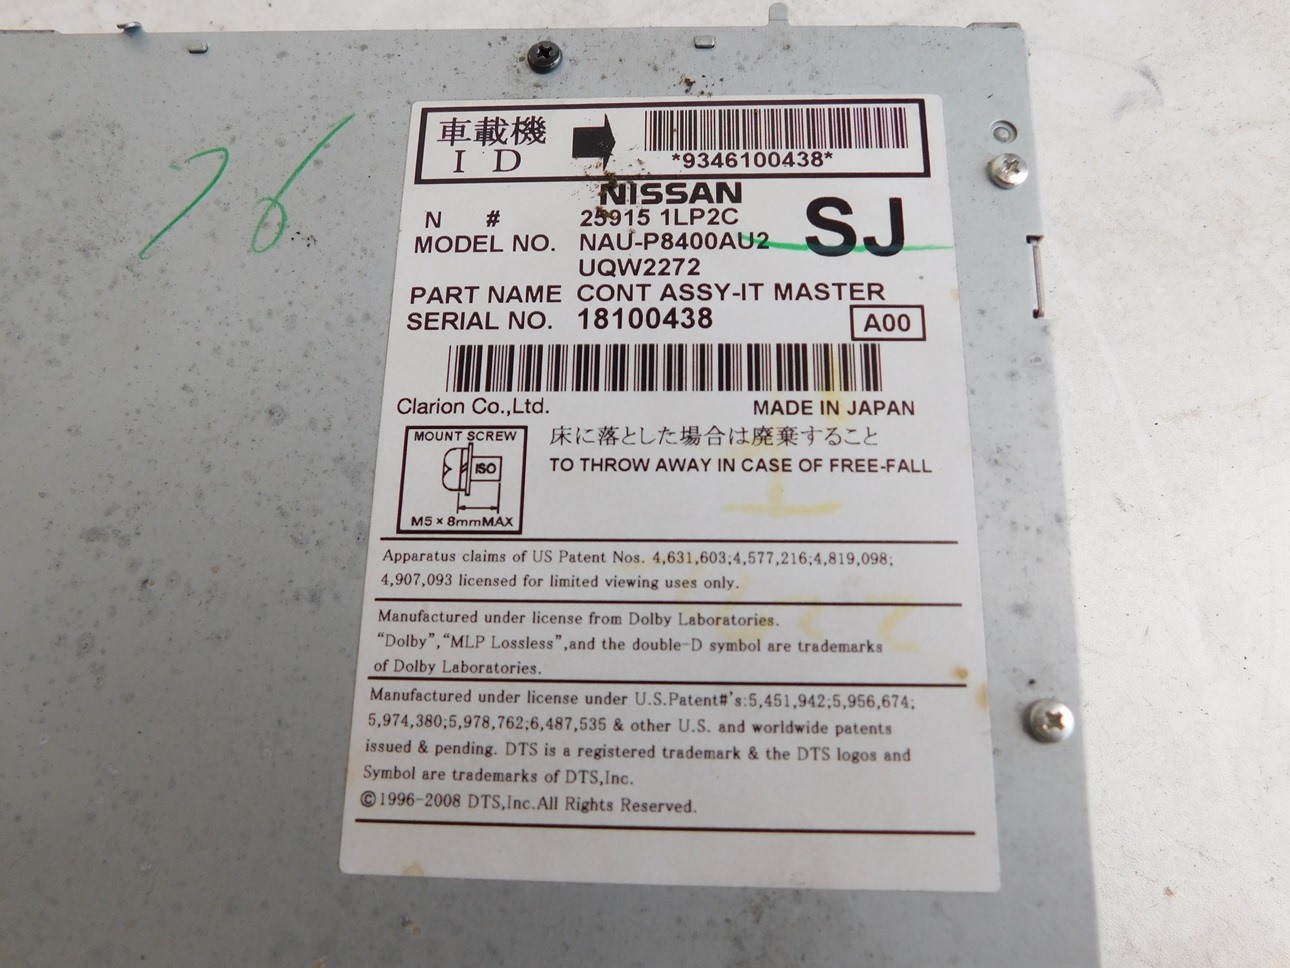 76
車載機
I D
*9346100438*
NISSAN
N # 25915 1LP2C
SJ
MODEL NO. NAU-P8400AU2
UQW2272
PART NAME CONT ASSY-IT MASTER
SERIAL NO. 18100438
A00
Clarion Co.,Ltd. MADE IN JAPAN
MOUNT SCREW
ISO
M5×8mmMAX
床に落とした場合は廃棄すること
TO THROW AWAY IN CASE OF FREE-FALL
Apparatus claims of US Patent Nos. 4,631,603;4,577,216;4,819,098;
4,907,093 licensed for limited viewing uses only.
Manufactured under license from Dolby Laboratories.
“Dolby”,“MLP Lossless”,and the double-D symbol are trademarks
of Dolby Laboratories.
Manufactured under license under U.S.Patent#'s:5,451,942;5,956,674;
5,974,380;5,978,762;6,487,535 & other U.S. and worldwide patents
issued & pending. DTS is a registered trademark & the DTS logos and
Symbol are trademarks of DTS,Inc.
©1996-2008 DTS,Inc.All Rights Reserved.